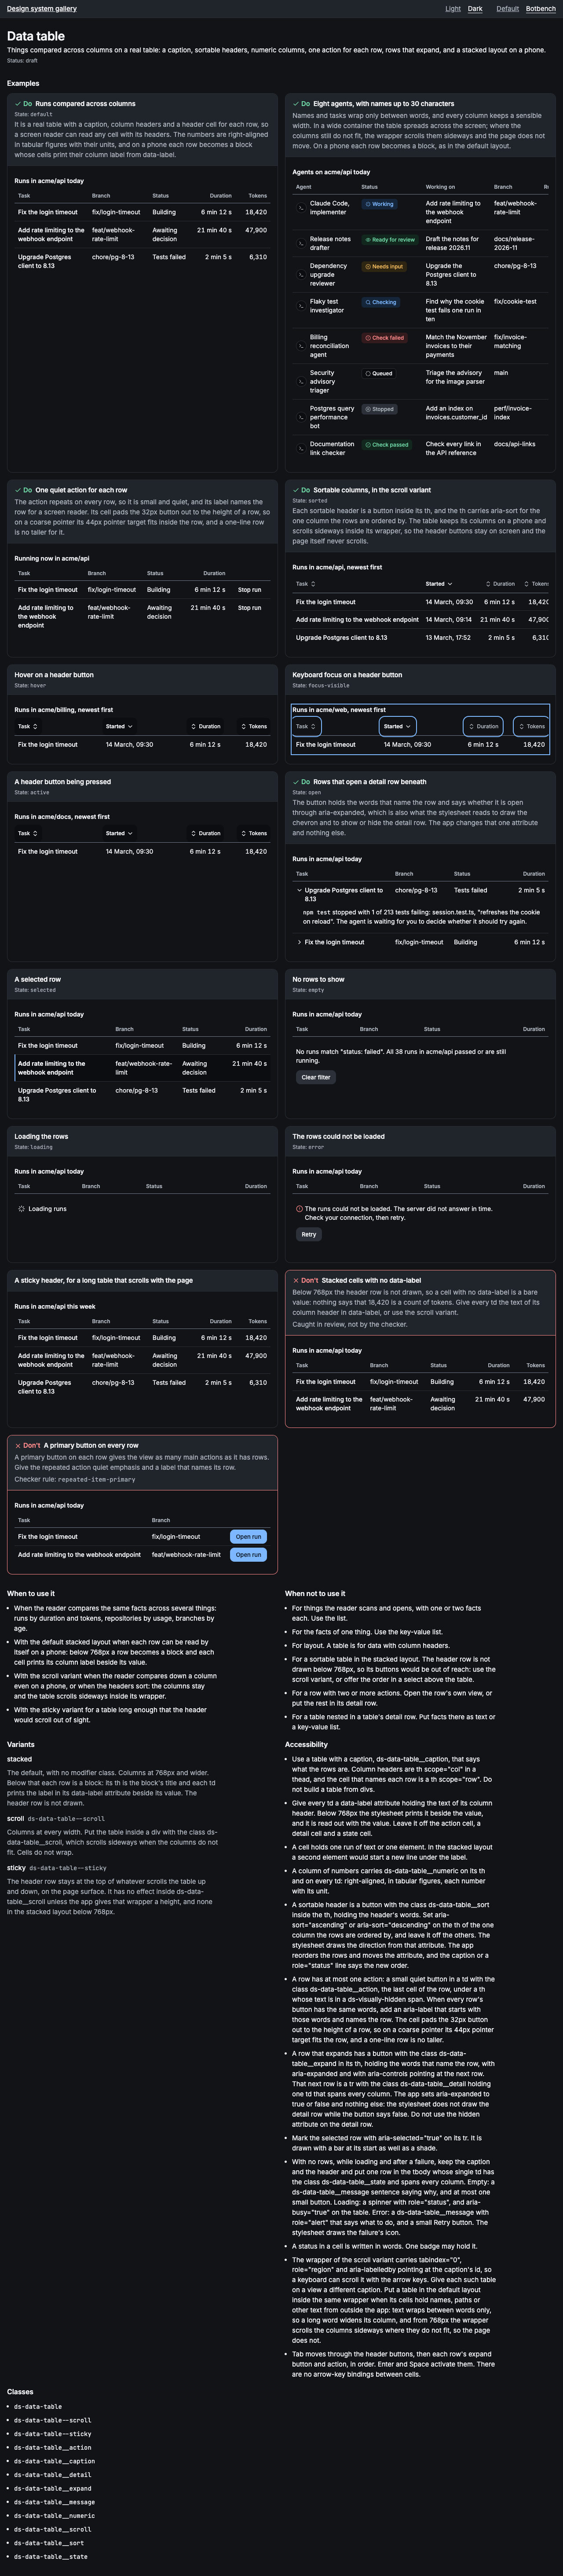 Design system gallery
Light Dark Default Botbench
Data table
Things compared across columns on a real table: a caption, sortable headers, numeric columns, one action for each row, rows that expand, and a stacked layout on a phone.
Status: draft
Examples
Do Runs compared across columns
State: default
It is a real table with a caption, column headers and a header cell for each row, so
a screen reader can read any cell with its headers. The numbers are right-aligned
in tabular figures with their units, and on a phone each row becomes a block
whose cells print their column label from data-label.
Runs in acme/api today
Task Branch Status Duration Tokens
Fix the login timeout fix/login-timeout Building 6 min 12 s 18,420
Add rate limiting to the webhook endpoint feat/webhook-rate-limit Awaiting decision 21 min 40 s 47,900
Upgrade Postgres client to 8.13 chore/pg-8-13 Tests failed 2 min 5 s 6,310
Do Eight agents, with names up to 30 characters
Names and tasks wrap only between words, and every column keeps a sensible
width. In a wide container the table spreads across the screen; where the
columns still do not fit, the wrapper scrolls them sideways and the page does not
move. On a phone each row becomes a block, as in the default layout.
Agents on acme/api today
Agent Status Working on Branch
Claude Code, implementer Working Add rate limiting to the webhook endpoint feat/webhook-rate-limit
Release notes drafter Ready for review Draft the notes for release 2026.11 docs/release-2026-11
Dependency upgrade reviewer Needs input Upgrade the Postgres client to 8.13 chore/pg-8-13
Flaky test investigator Checking Find why the cookie test fails one run in ten fix/cookie-test
Billing reconciliation agent Check failed Match the November invoices to their payments fix/invoice-matching
Security advisory triager Queued Triage the advisory for the image parser main
Postgres query performance bot Stopped Add an index on invoices.customer_id perf/invoice-index
Documentation link checker Check passed Check every link in the API reference docs/api-links
Do One quiet action for each row
The action repeats on every row, so it is small and quiet, and its label names the
row for a screen reader. Its cell pads the 32px button out to the height of a row, so
on a coarse pointer its 44px pointer target fits inside the row, and a one-line row
is no taller for it.
Running now in acme/api
Task Branch Status Duration
Fix the login timeout fix/login-timeout Building 6 min 12 s Stop run
Add rate limiting to the webhook endpoint feat/webhook-rate-limit Awaiting decision 21 min 40 s Stop run
Do Sortable columns, in the scroll variant
State: sorted
Each sortable header is a button inside its th, and the th carries aria-sort for the
one column the rows are ordered by. The table keeps its columns on a phone and
scrolls sideways inside its wrapper, so the header buttons stay on screen and the
page itself never scrolls.
Runs in acme/api, newest first
Task Started Duration Tokens
Fix the login timeout 14 March, 09:30 6 min 12 s 18,420
Add rate limiting to the webhook endpoint 14 March, 09:14 21 min 40 s 47,900
Upgrade Postgres client to 8.13 13 March, 17:52 2 min 5 s 6,310
Hover on a header button
State: hover
Runs in acme/billing, newest first
Task Started Duration Tokens
Fix the login timeout 14 March, 09:30 6 min 12 s 18,420
Keyboard focus on a header button
State: focus-visible
Runs in acme/web, newest first
Task Started Duration Tokens
Fix the login timeout 14 March, 09:30 6 min 12 s 18,420
A header button being pressed
State: active
Runs in acme/docs, newest first
Task Started Duration Tokens
Fix the login timeout 14 March, 09:30 6 min 12 s 18,420
Do Rows that open a detail row beneath
State: open
The button holds the words that name the row and says whether it is open
through aria-expanded, which is also what the stylesheet reads to draw the
chevron and to show or hide the detail row. The app changes that one attribute
and nothing else.
Runs in acme/api today
Task Branch Status Duration
Upgrade Postgres client to 8.13 chore/pg-8-13 Tests failed 2 min 5 s
npm test stopped with 1 of 213 tests failing: session.test.ts, "refreshes the cookie
on reload". The agent is waiting for you to decide whether it should try again.
Fix the login timeout fix/login-timeout Building 6 min 12 s
A selected row
State: selected
Runs in acme/api today
Task Branch Status Duration
Fix the login timeout fix/login-timeout Building 6 min 12 s
Add rate limiting to the webhook endpoint feat/webhook-rate-limit Awaiting decision 21 min 40 s
Upgrade Postgres client to 8.13 chore/pg-8-13 Tests failed 2 min 5 s
No rows to show
State: empty
Runs in acme/api today
Task Branch Status Duration
No runs match "status: failed". All 38 runs in acme/api passed or are still
running.
Clear filter
Loading the rows
State: loading
Runs in acme/api today
Task Branch Status Duration
Loading runs
The rows could not be loaded
State: error
Runs in acme/api today
Task Branch Status Duration
The runs could not be loaded. The server did not answer in time.
Check your connection, then retry.
Retry
A sticky header, for a long table that scrolls with the page
Runs in acme/api this week
Task Branch Status Duration Tokens
Fix the login timeout fix/login-timeout Building 6 min 12 s 18,420
Add rate limiting to the webhook endpoint feat/webhook-rate-limit Awaiting decision 21 min 40 s 47,900
Upgrade Postgres client to 8.13 chore/pg-8-13 Tests failed 2 min 5 s 6,310
Don't Stacked cells with no data-label
Below 768px the header row is not drawn, so a cell with no data-label is a bare
value: nothing says that 18,420 is a count of tokens. Give every td the text of its
column header in data-label, or use the scroll variant.
Caught in review, not by the checker.
Runs in acme/api today
Task Branch Status Duration Tokens
Fix the login timeout fix/login-timeout Building 6 min 12 s 18,420
Add rate limiting to the webhook endpoint feat/webhook-rate-limit Awaiting decision 21 min 40 s 47,900
Don't A primary button on every row
A primary button on each row gives the view as many main actions as it has rows.
Give the repeated action quiet emphasis and a label that names its row.
Checker rule: repeated-item-primary
Runs in acme/api today
Task Branch
Fix the login timeout fix/login-timeout Open run
Add rate limiting to the webhook endpoint feat/webhook-rate-limit Open run
When to use it
When the reader compares the same facts across several things:
runs by duration and tokens, repositories by usage, branches by
age.
With the default stacked layout when each row can be read by
itself on a phone: below 768px a row becomes a block and each
cell prints its column label beside its value.
With the scroll variant when the reader compares down a column
even on a phone, or when the headers sort: the columns stay
and the table scrolls sideways inside its wrapper.
With the sticky variant for a table long enough that the header
would scroll out of sight.
When not to use it
For things the reader scans and opens, with one or two facts
each. Use the list.
For the facts of one thing. Use the key-value list.
For layout. A table is for data with column headers.
For a sortable table in the stacked layout. The header row is not
drawn below 768px, so its buttons would be out of reach: use the
scroll variant, or offer the order in a select above the table.
For a row with two or more actions. Open the row's own view, or
put the rest in its detail row.
For a table nested in a table's detail row. Put facts there as text or
a key-value list.
Variants
stacked
The default, with no modifier class. Columns at 768px and wider.
Below that each row is a block: its th is the block's title and each td
prints the label in its data-label attribute beside its value. The
header row is not drawn.
scroll ds-data-table--scroll
Columns at every width. Put the table inside a div with the class ds-
data-table__scroll, which scrolls sideways when the columns do not
fit. Cells do not wrap.
sticky ds-data-table--sticky
The header row stays at the top of whatever scrolls the table up
and down, on the page surface. It has no effect inside ds-data-
table__scroll unless the app gives that wrapper a height, and none
in the stacked layout below 768px.
Accessibility
Use a table with a caption, ds-data-table__caption, that says
what the rows are. Column headers are th scope="col" in a
thead, and the cell that names each row is a th scope="row". Do
not build a table from divs.
Give every td a data-label attribute holding the text of its column
header. Below 768px the stylesheet prints it beside the value,
and it is read out with the value. Leave it off the action cell, a
detail cell and a state cell.
A cell holds one run of text or one element. In the stacked layout
a second element would start a new line under the label.
A column of numbers carries ds-data-table__numeric on its th
and on every td: right-aligned, in tabular figures, each number
with its unit.
A sortable header is a button with the class ds-data-table__sort
inside the th, holding the header's words. Set aria-
sort="ascending" or aria-sort="descending" on the th of the one
column the rows are ordered by, and leave it off the others. The
stylesheet draws the direction from that attribute. The app
reorders the rows and moves the attribute, and the caption or a
role="status" line says the new order.
A row has at most one action: a small quiet button in a td with the
class ds-data-table__action, the last cell of the row, under a th
whose text is in a ds-visually-hidden span. When every row's
button has the same words, add an aria-label that starts with
those words and names the row. The cell pads the 32px button
out to the height of a row, so on a coarse pointer its 44px pointer
target fits the row, and a one-line row is no taller.
A row that expands has a button with the class ds-data-
table__expand in its th, holding the words that name the row, with
aria-expanded and with aria-controls pointing at the next row.
That next row is a tr with the class ds-data-table__detail holding
one td that spans every column. The app sets aria-expanded to
true or false and nothing else: the stylesheet does not draw the
detail row while the button says false. Do not use the hidden
attribute on the detail row.
Mark the selected row with aria-selected="true" on its tr. It is
drawn with a bar at its start as well as a shade.
With no rows, while loading and after a failure, keep the caption
and the header and put one row in the tbody whose single td has
the class ds-data-table__state and spans every column. Empty: a
ds-data-table__message sentence saying why, and at most one
small button. Loading: a spinner with role="status", and aria-
busy="true" on the table. Error: a ds-data-table__message with
role="alert" that says what to do, and a small Retry button. The
stylesheet draws the failure's icon.
A status in a cell is written in words. One badge may hold it.
The wrapper of the scroll variant carries tabindex="0",
role="region" and aria-labelledby pointing at the caption's id, so
a keyboard can scroll it with the arrow keys. Give each such table
on a view a different caption. Put a table in the default layout
inside the same wrapper when its cells hold names, paths or
other text from outside the app: text wraps between words only,
so a long word widens its column, and from 768px the wrapper
scrolls the columns sideways where they do not fit, so the page
does not.
Tab moves through the header buttons, then each row's expand
button and action, in order. Enter and Space activate them. There
are no arrow-key bindings between cells.
Classes
ds-data-table
ds-data-table--scroll
ds-data-table--sticky
ds-data-table__action
ds-data-table__caption
ds-data-table__detail
ds-data-table__expand
ds-data-table__message
ds-data-table__numeric
ds-data-table__scroll
ds-data-table__sort
ds-data-table__state